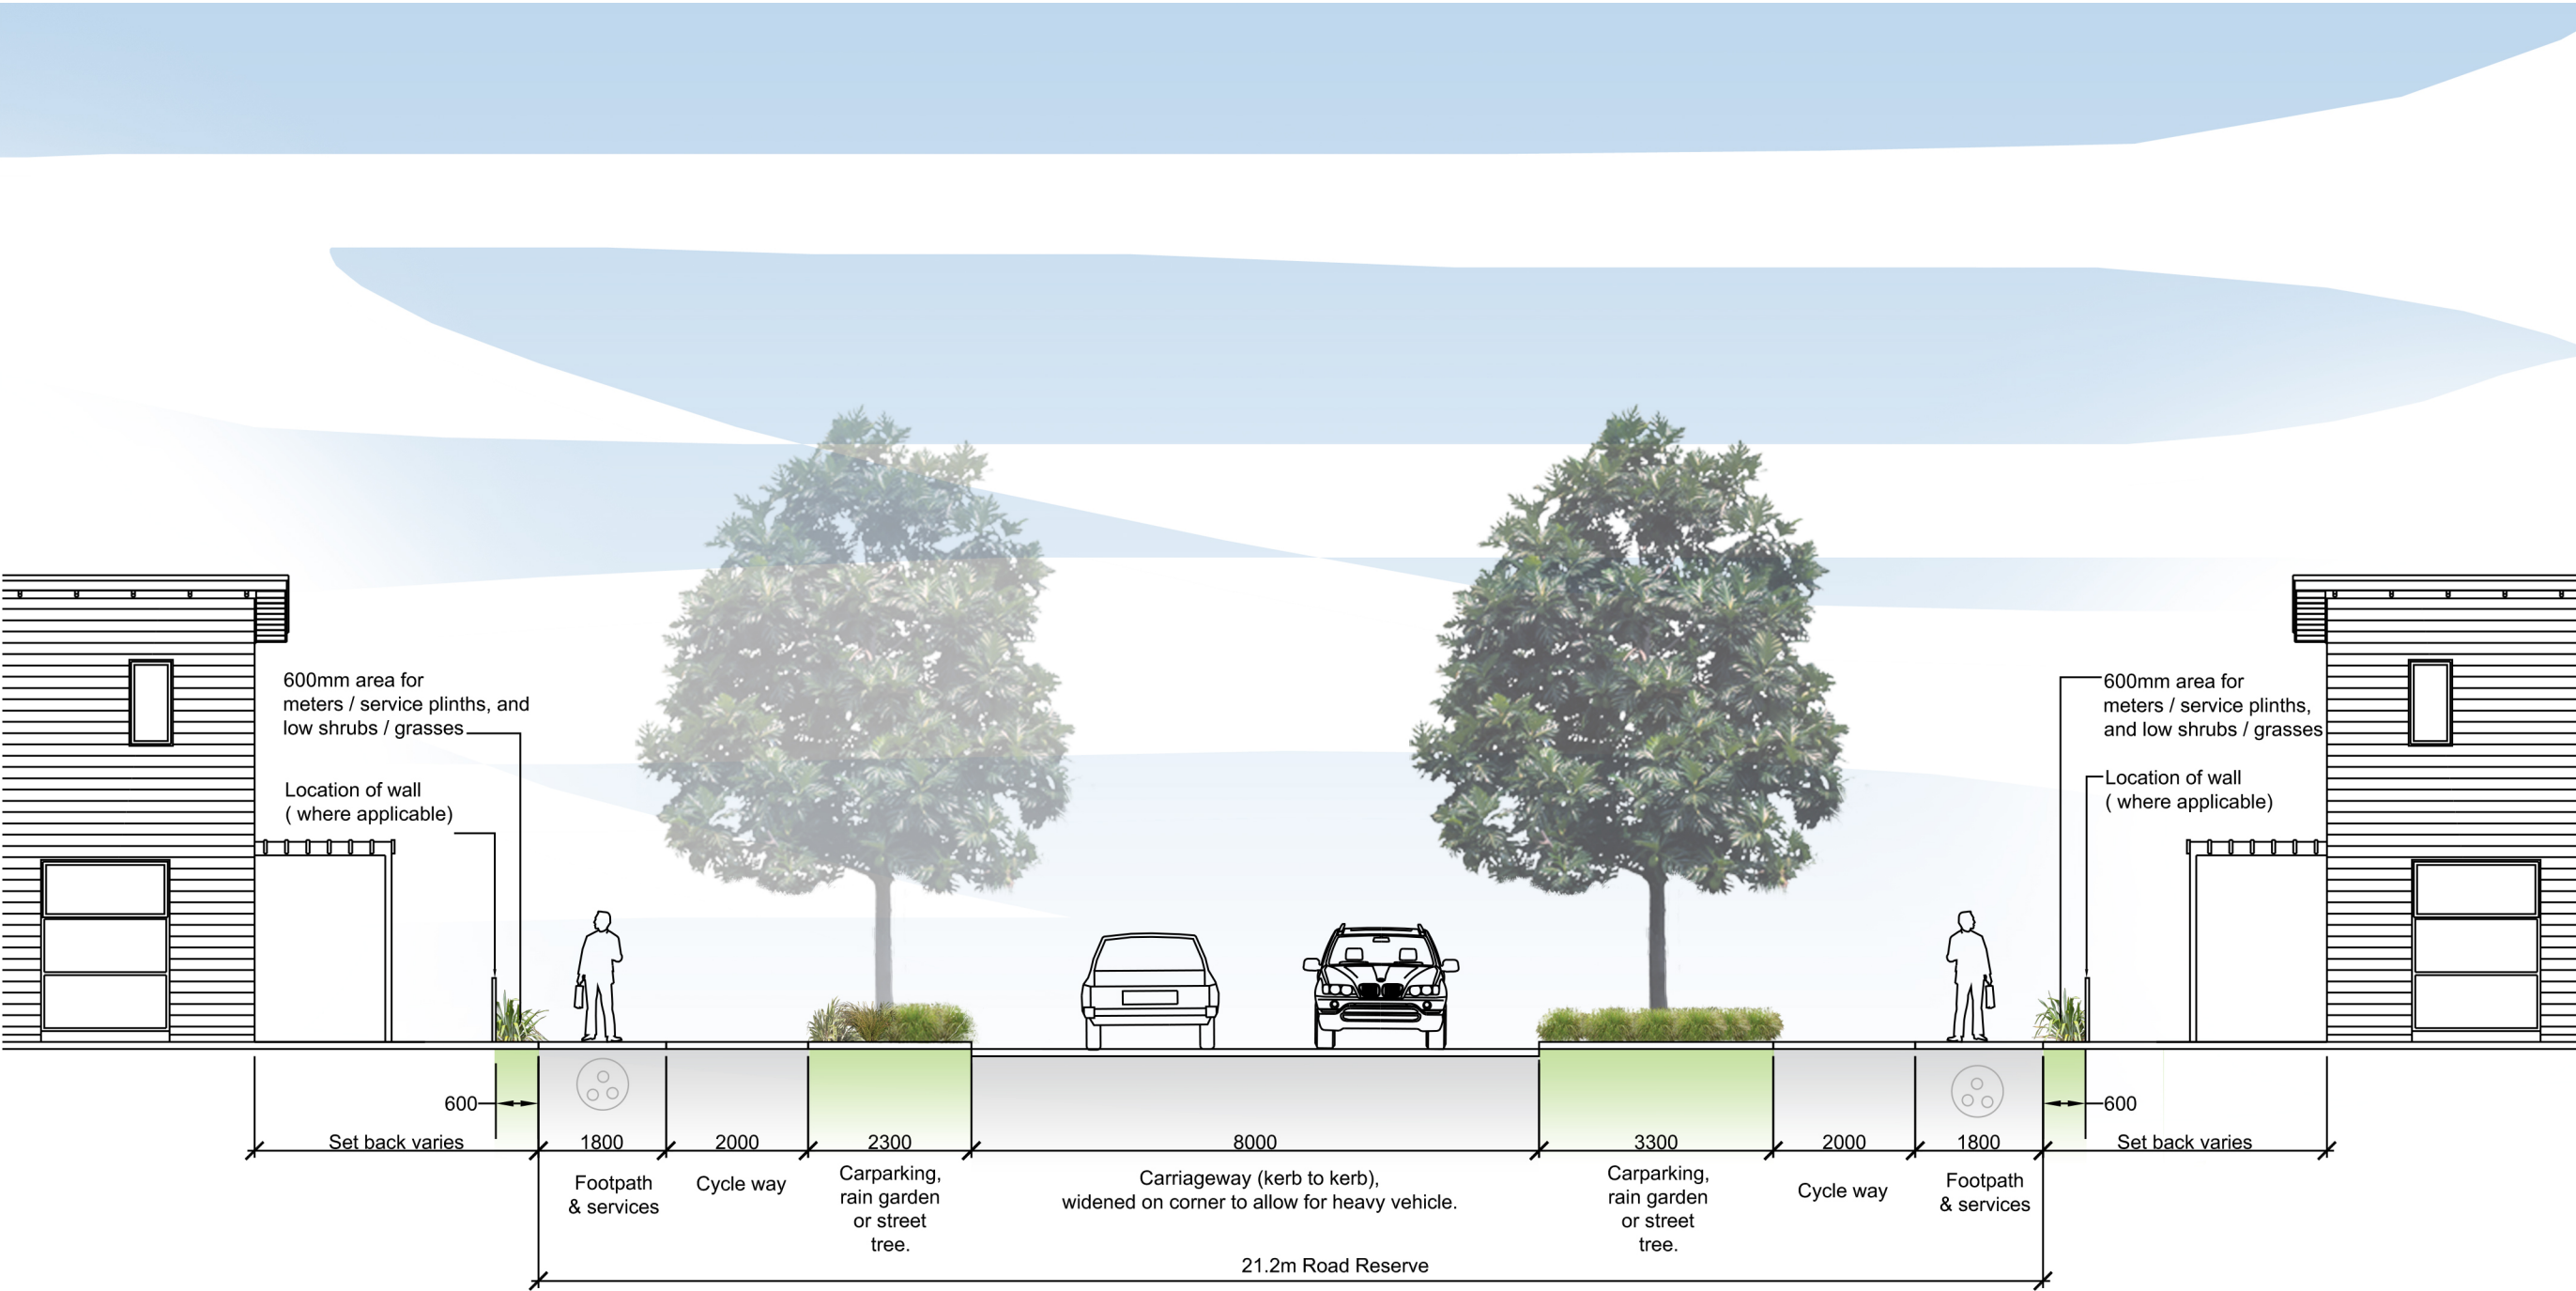 600mm area for
meters / service plinths, and
low shrubs / grasses
Location of wall
( where applicable)
600mm area for
meters / service plinths,
and low shrubs / grasses
Location of wall
( where applicable)
600
600
Set back varies
1800
2000
2300
8000
3300
2000
1800
Set back varies
Footpath
& services
Cycle way
Carparking,
rain garden
or street
tree.
Carriageway (kerb to kerb),
widened on corner to allow for heavy vehicle.
Carparking,
rain garden
or street
tree.
Cycle way
Footpath
& services
21.2m Road Reserve